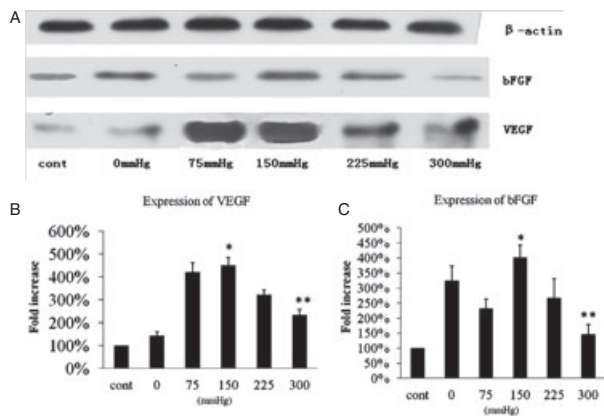 A
β-actin
bFGF
VEGF
cont 0mmHg 75mmHg 150mmHg 225mmHg 300mmHg
B
Expression of VEGF
Fold increase
600%
500%
400%
300%
200%
100%
0%
*
**
cont 0 75 150 225 300
(mmHg)
C
Expression of bFGF
Fold increase
500%
450%
400%
350%
300%
250%
200%
150%
100%
50%
0%
*
**
cont 0 75 150 225 300
(mmHg)